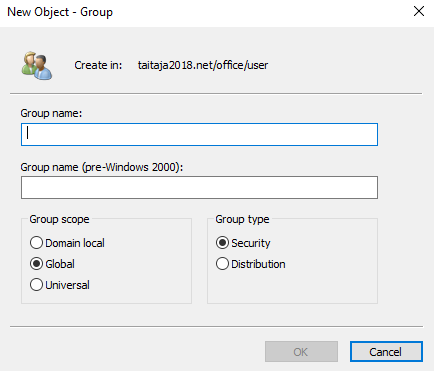 New Object - Group
Create in: taitaja2018.net/office/user
Group name:
Group name (pre-Windows 2000):
Group scope
Domain local
Global
Universal
Group type
Security
Distribution
OK
Cancel